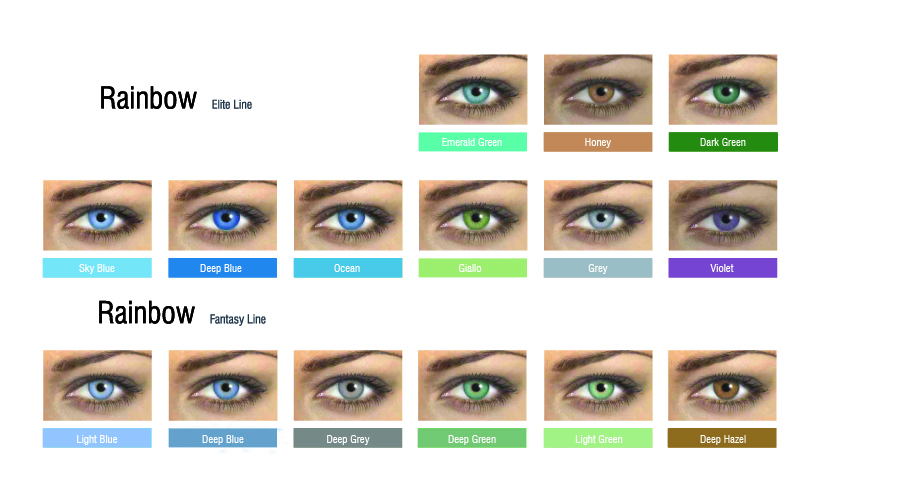 Rainbow Elite Line
Emerald Green Honey Dark Green
Sky Blue Deep Blue Ocean Giallo Grey Violet
Rainbow Fantasy Line
Light Blue Deep Blue Deep Grey Deep Green Light Green Deep Hazel